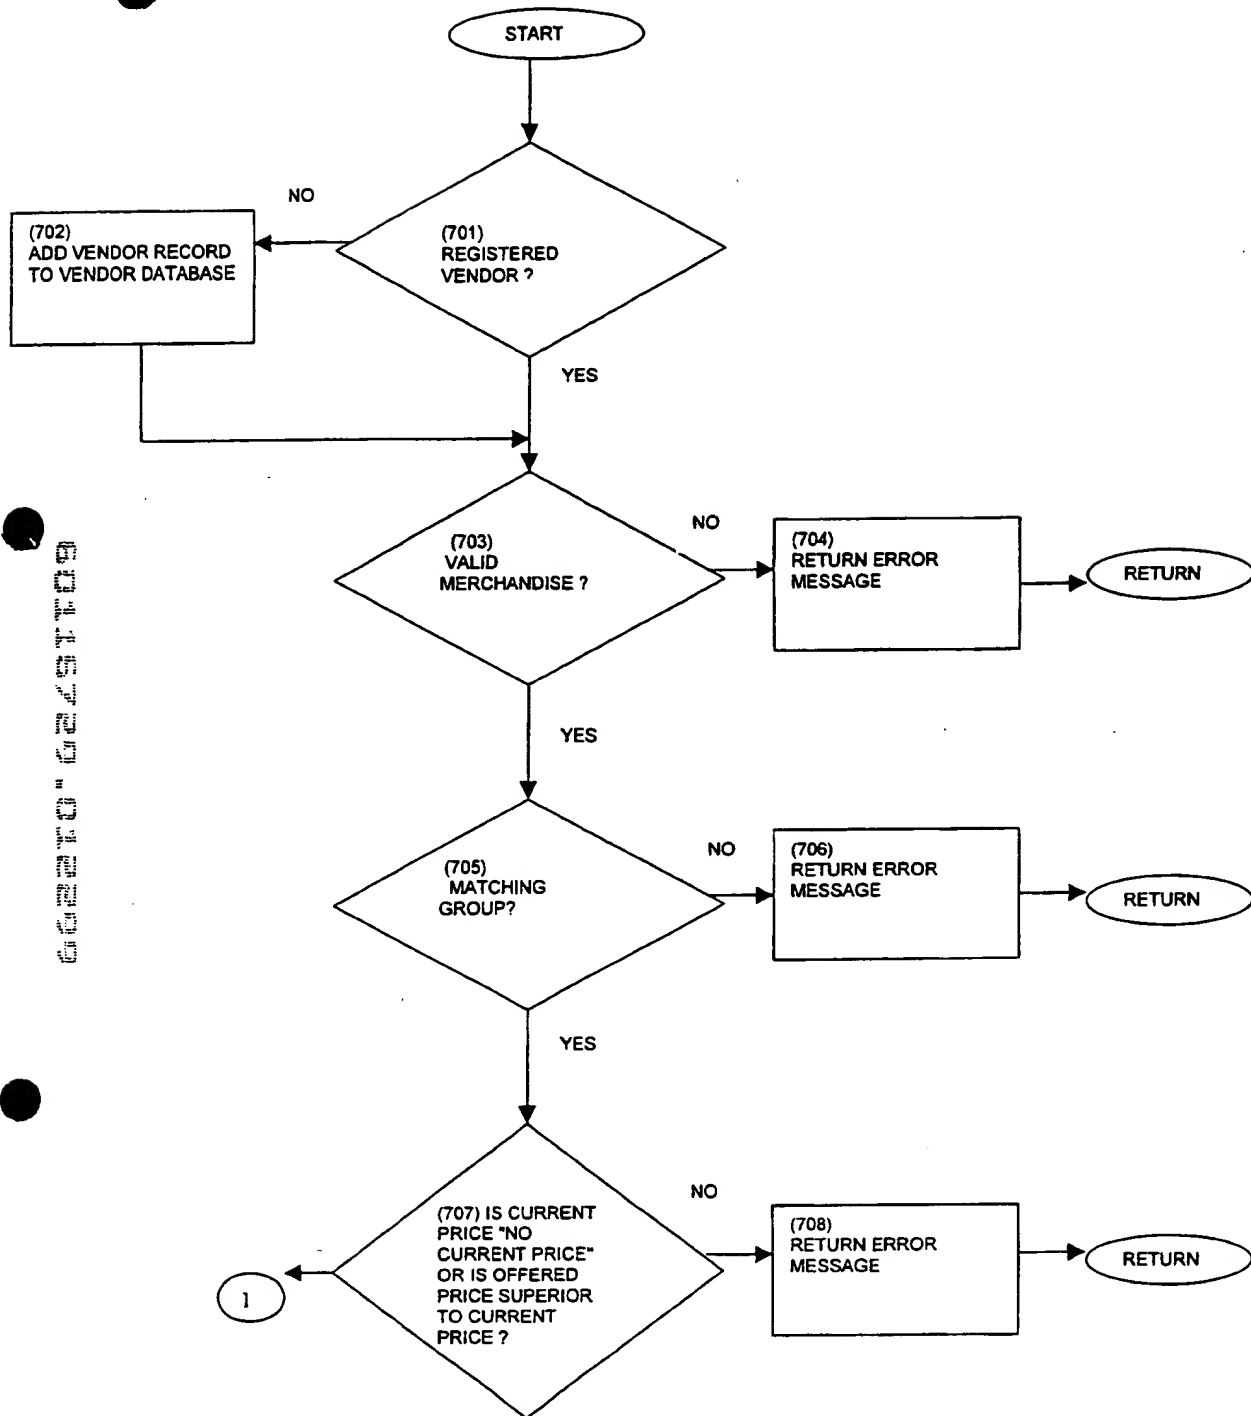 START
NO
(702)
ADD VENDOR RECORD
TO VENDOR DATABASE
(701)
REGISTERED
VENDOR ?
YES
(703)
VALID
MERCHANDISE ?
NO
(704)
RETURN ERROR
MESSAGE
RETURN
60115729.012299
YES
(705)
MATCHING
GROUP?
NO
(706)
RETURN ERROR
MESSAGE
RETURN
YES
(707) IS CURRENT
PRICE "NO
CURRENT PRICE"
OR IS OFFERED
PRICE SUPERIOR
TO CURRENT
PRICE ?
NO
(708)
RETURN ERROR
MESSAGE
RETURN
1